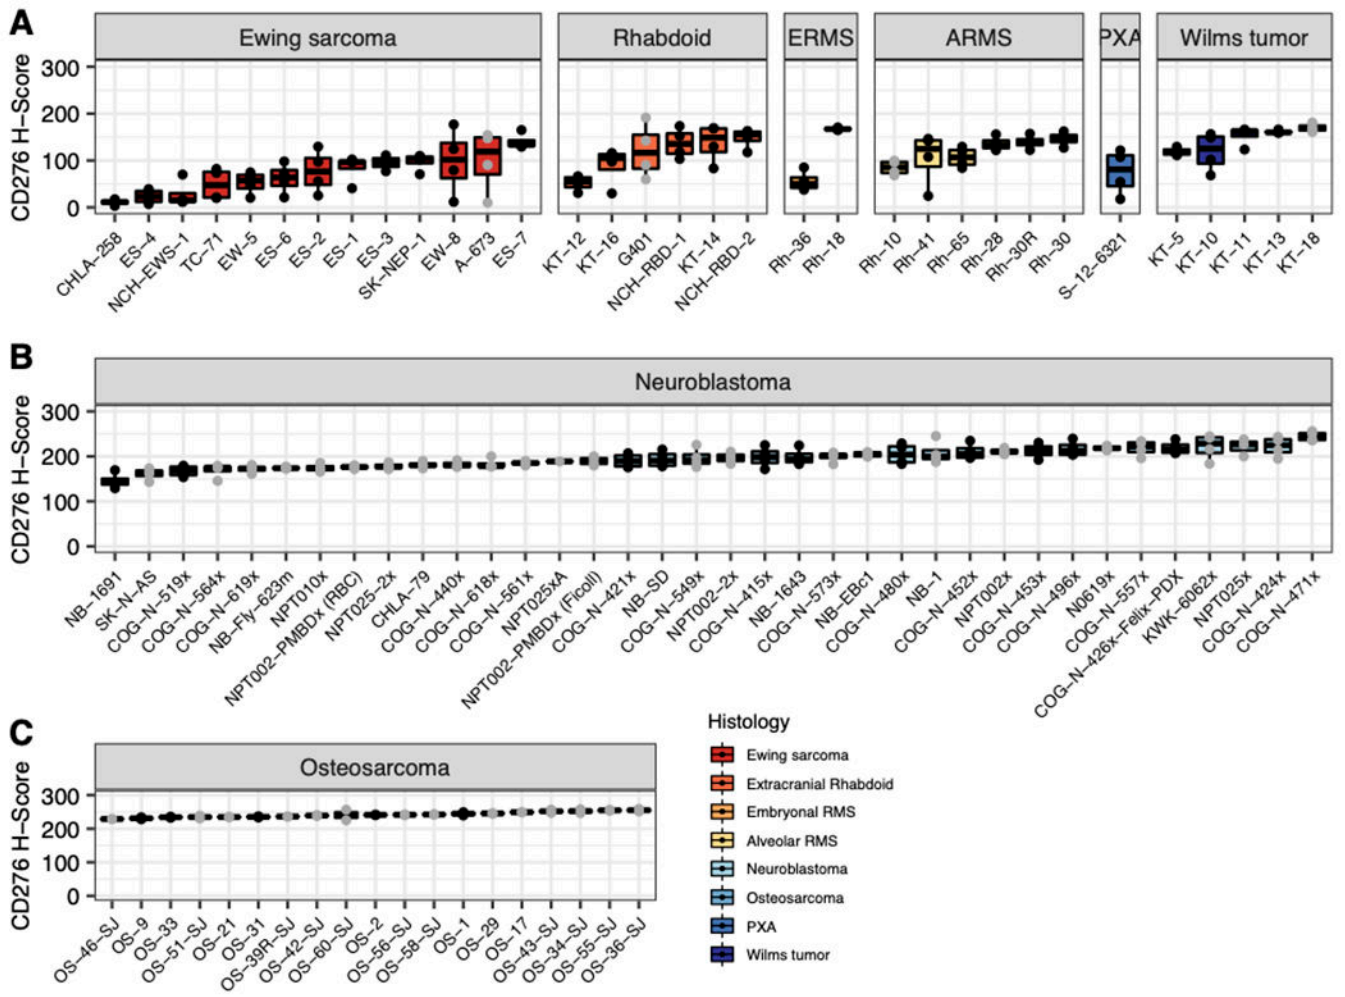 A
Ewing sarcoma Rhabdoid ERMS ARMS PXA Wilms tumor
CD276 H−Score
300
200
100
0
CHLA−258 ES−4 NCH−EWS−1 TC−71 EW−5 ES−6 ES−2 ES−1 ES−3 SK−NEP−1 EW−8 A−673 ES−7 KT−12 KT−16 G401 NCH−RBD−1 KT−14 NCH−RBD−2 Rh−36 Rh−18 Rh−10 Rh−41 Rh−65 Rh−28 Rh−30R Rh−30 S−12−6321 KT−5 KT−10 KT−11 KT−13 KT−18
B
Neuroblastoma
CD276 H−Score
300
200
100
0
NB−1691 SK−N−AS COG−N−519x COG−N−564x COG−N−619x NB−Fly−623m NPT010x NPT002−PMBDx (RBC) NPT025−2x CHLA−79 COG−N−440x COG−N−618x COG−N−561x NPT025xA NPT002−PMBDx (Ficoll) COG−N−421x NB−SD COG−N−549x NPT002−2x COG−N−415x NB−1643 COG−N−573x NB−EBc1 COG−N−480x NB−1 COG−N−452x NPT002x COG−N−453x COG−N−496x N0619x COG−N−557x COG−N−426x−Felix−PDX KWK−6062x NPT025x COG−N−424x COG−N−471x
C
Osteosarcoma
CD276 H−Score
300
200
100
0
OS−46−SJ OS−9 OS−33 OS−51−SJ OS−21 OS−31 OS−39R−SJ OS−42−SJ OS−60−SJ OS−2 OS−56−SJ OS−58−SJ OS−1 OS−29 OS−17 OS−43−SJ OS−34−SJ OS−55−SJ OS−36−SJ
Histology
Ewing sarcoma
Extracranial Rhabdoid
Embryonal RMS
Alveolar RMS
Neuroblastoma
Osteosarcoma
PXA
Wilms tumor